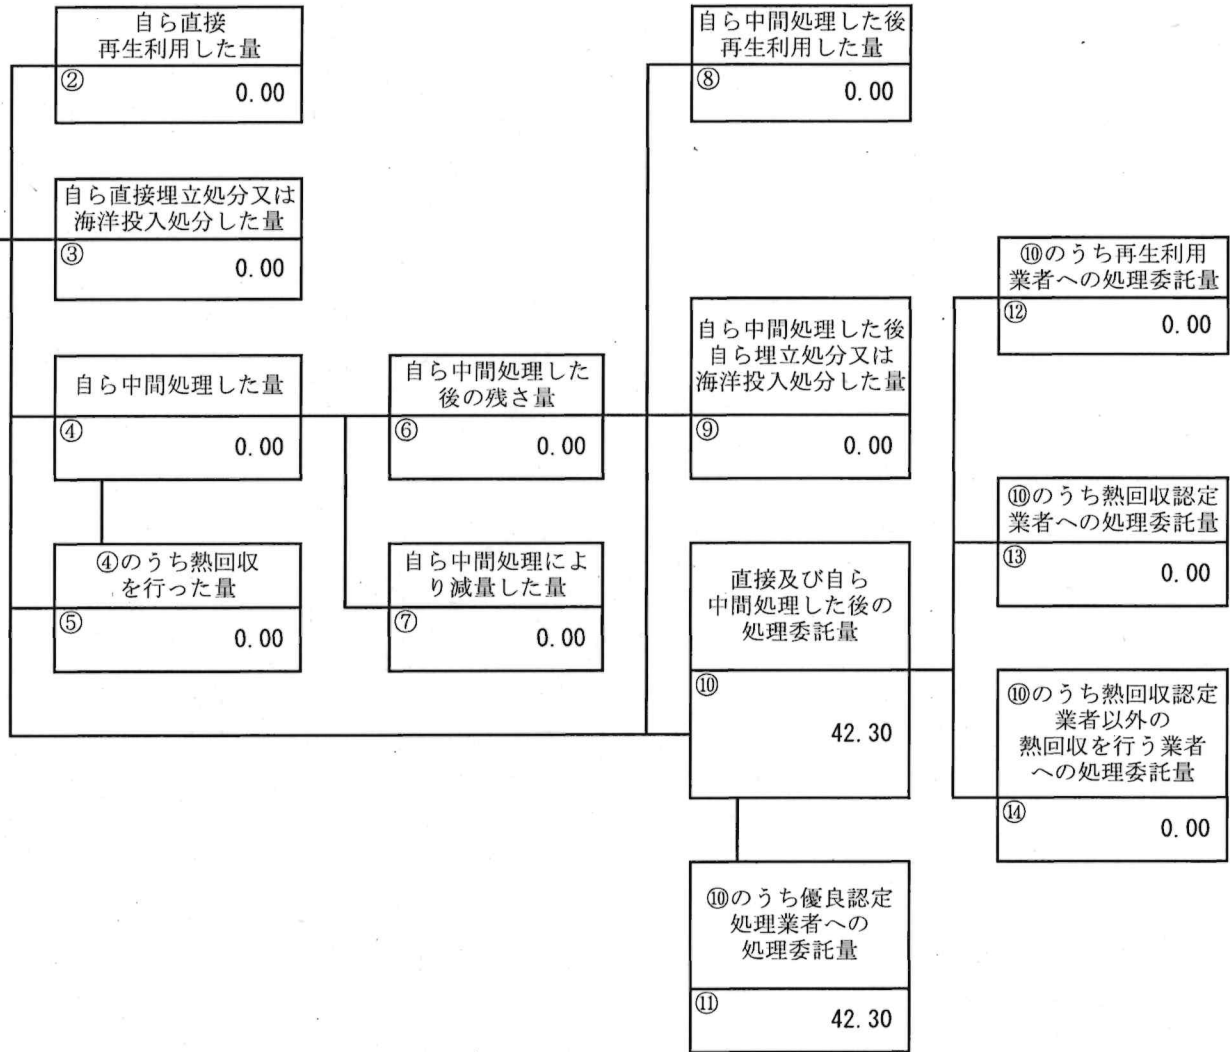 自ら直接
再生利用した量
②
0.00
自ら直接埋立処分又は
海洋投入処分した量
③
0.00
自ら中間処理した量
④
0.00
④のうち熱回収
を行った量
⑤
0.00
自ら中間処理した
後の残さ量
⑥
0.00
自ら中間処理によ
り減量した量
⑦
0.00
自ら中間処理した後
再生利用した量
⑧
0.00
自ら中間処理した後
自ら埋立処分又は
海洋投入処分した量
⑨
0.00
直接及び自ら
中間処理した後の
処理委託量
⑩
42.30
⑩のうち優良認定
処理業者への
処理委託量
⑪
42.30
⑩のうち再生利用
業者への処理委託量
⑫
0.00
⑩のうち熱回収認定
業者への処理委託量
⑬
0.00
⑩のうち熱回収認定
業者以外の
熱回収を行う業者
への処理委託量
⑭
0.00